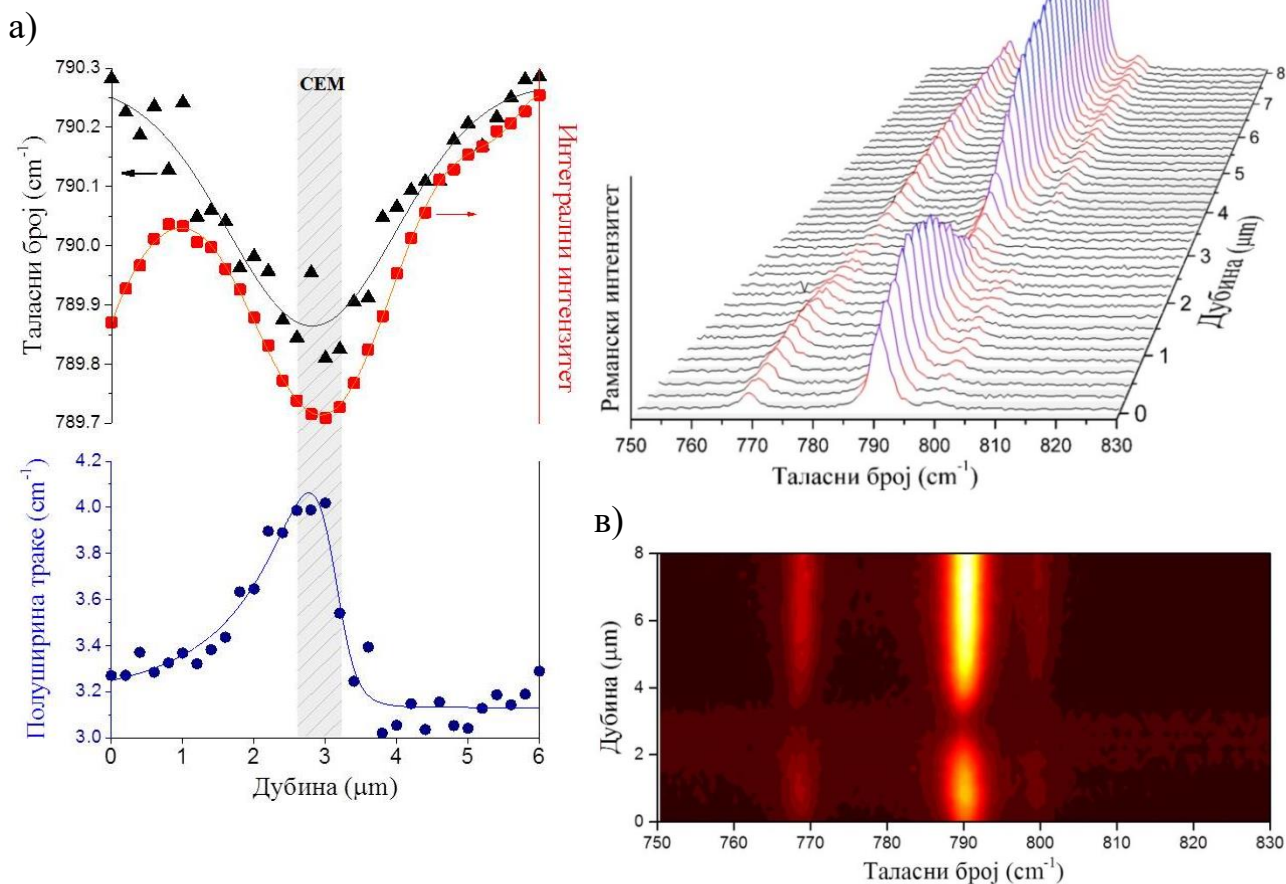 а)
790.3
790.2
790.1
790.0
789.9
789.8
789.7
Таласни број (cm⁻¹)
СЕМ
Интегрални интензитет
4.2
4.0
3.8
3.6
3.4
3.2
3.0
Полуширина траке (cm⁻¹)
0 1 2 3 4 5 6
Дубина (μm)
Рамански интензитет
750 760 770 780 790 800 810 820 830
Таласни број (cm⁻¹)
8
7
6
5
4
3
2
1
0
Дубина (μm)
в)
8
6
4
2
0
Дубина (μm)
750 760 770 780 790 800 810 820 830
Таласни број (cm⁻¹)